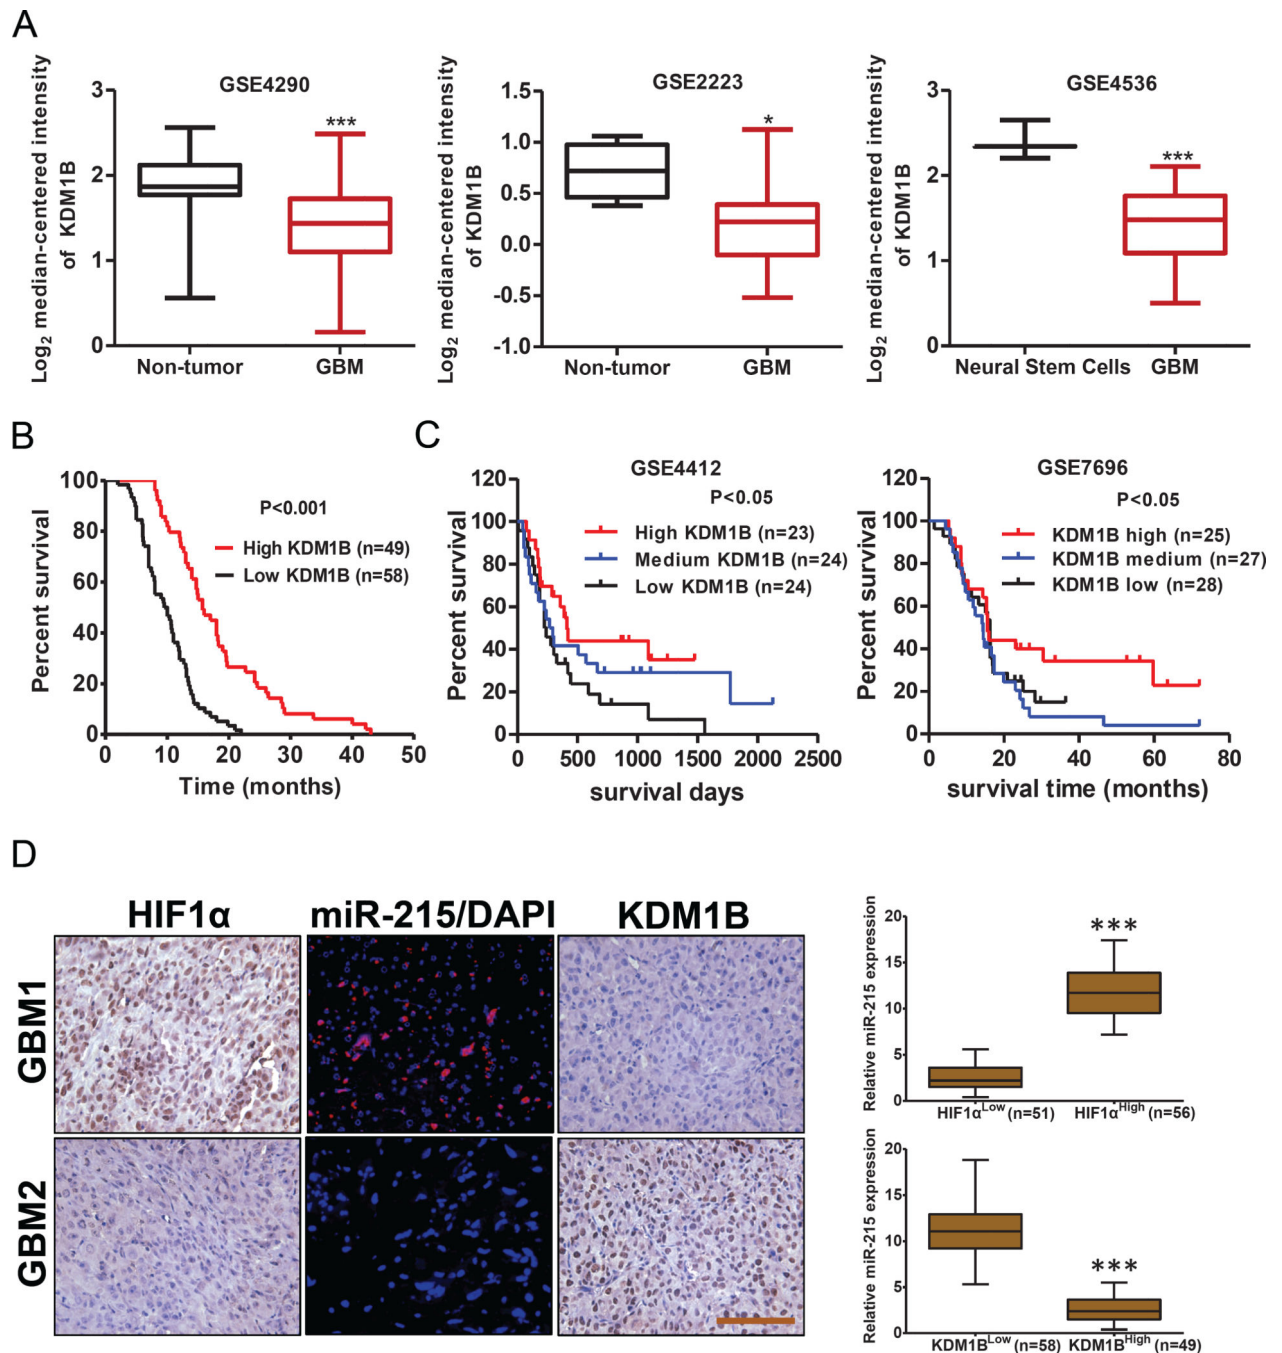 A
GSE4290
Log2 median-centered intensity
of KDM1B
3
2
1
0
***
Non-tumor
GBM
GSE2223
Log2 median-centered intensity
of KDM1B
1.5
1.0
0.5
0.0
-0.5
-1.0
*
Non-tumor
GBM
GSE4536
Log2 median-centered intensity
of KDM1B
3
2
1
0
***
Neural Stem Cells
GBM
B
Percent survival
100
80
60
40
20
0
P<0.001
High KDM1B (n=49)
Low KDM1B (n=58)
0 10 20 30 40 50
Time (months)
C
GSE4412
Percent survival
120
100
80
60
40
20
0
P<0.05
High KDM1B (n=23)
Medium KDM1B (n=24)
Low KDM1B (n=24)
0 500 1000 1500 2000 2500
survival days
GSE7696
Percent survival
120
100
80
60
40
20
0
P<0.05
KDM1B high (n=25)
KDM1B medium (n=27)
KDM1B low (n=28)
0 20 40 60 80
survival time (months)
D
HIF1α
miR-215/DAPI
KDM1B
GBM1
GBM2
Relative miR-215 expression
20
15
10
5
0
***
HIF1αLow (n=51)
HIF1αHigh (n=56)
Relative miR-215 expression
20
15
10
5
0
***
KDM1BLow (n=58)
KDM1BHigh (n=49)